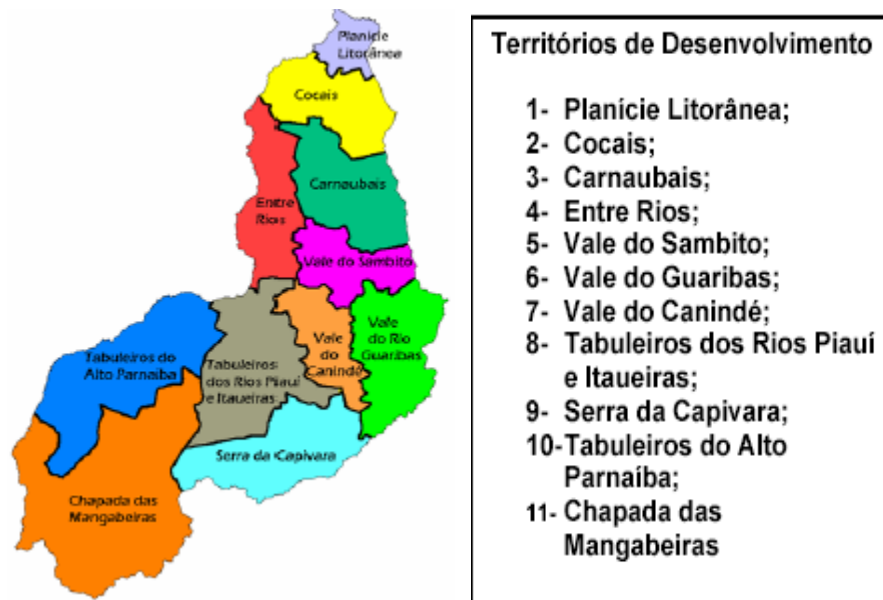 Planície
Litorânea
Cocais
Carnaubais
Entre
Rios
Vale do Sambito
Vale
do Rio
Guaribas
Vale
do
Canindé
Tabuleiros do
Alto Parnaíba
Tabuleiros
dos Rios Piauí
e Itaueiras
Serra da Capivara
Chapada das
Mangabeiras
Territórios de Desenvolvimento
1- Planície Litorânea;
2- Cocais;
3- Carnaubais;
4- Entre Rios;
5- Vale do Sambito;
6- Vale do Guaribas;
7- Vale do Canindé;
8- Tabuleiros dos Rios Piauí
e Itaueiras;
9- Serra da Capivara;
10- Tabuleiros do Alto
Parnaíba;
11- Chapada das
Mangabeiras